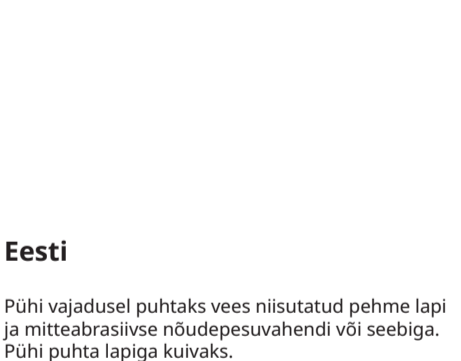 Eesti
Pühi vajadusel puhtaks vees niisutatud pehme lapi
ja mitteabrasiivse nõudepesuvahendi või seebiga.
Pühi puhta lapiga kuivaks.